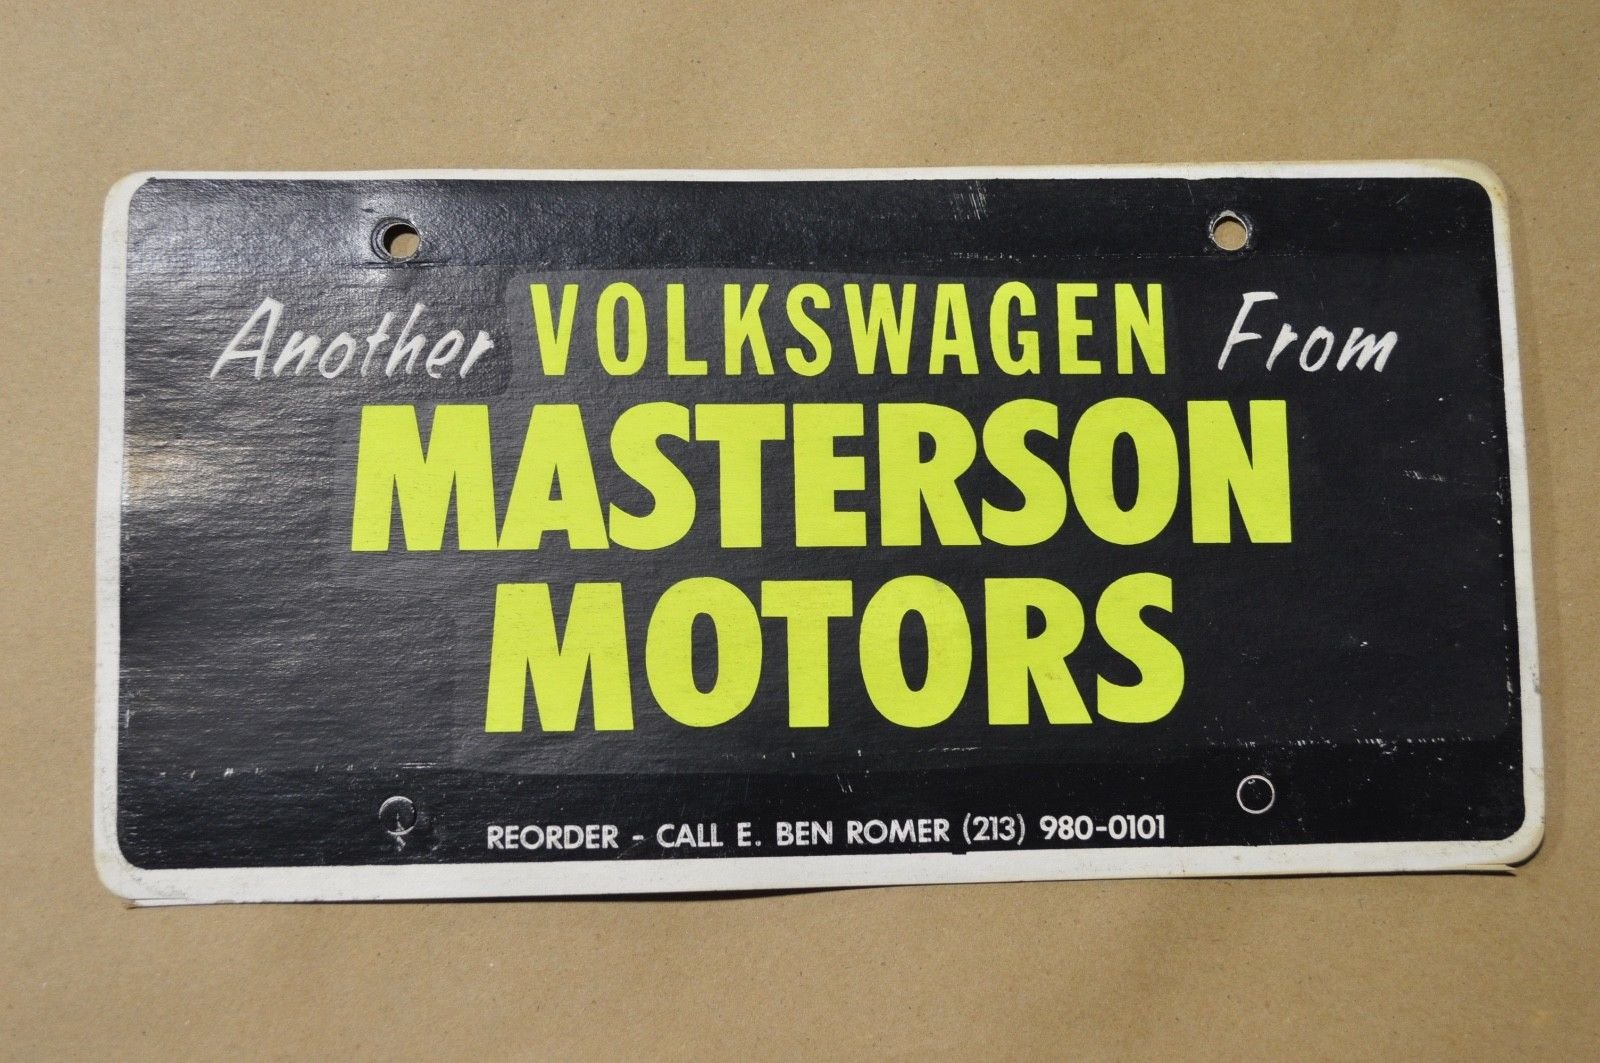 Another VOLKSWAGEN From
MASTERSON
MOTORS
REORDER - CALL E. BEN ROMER (213) 980-0101